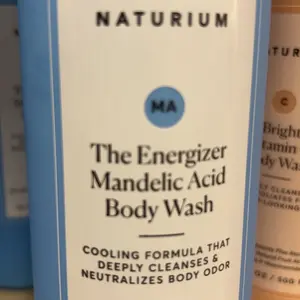 NATURIUM
MA
The Energizer
Mandelic Acid
Body Wash
COOLING FORMULA THAT
DEEPLY CLEANSES &
NEUTRALIZES BODY ODOR
C